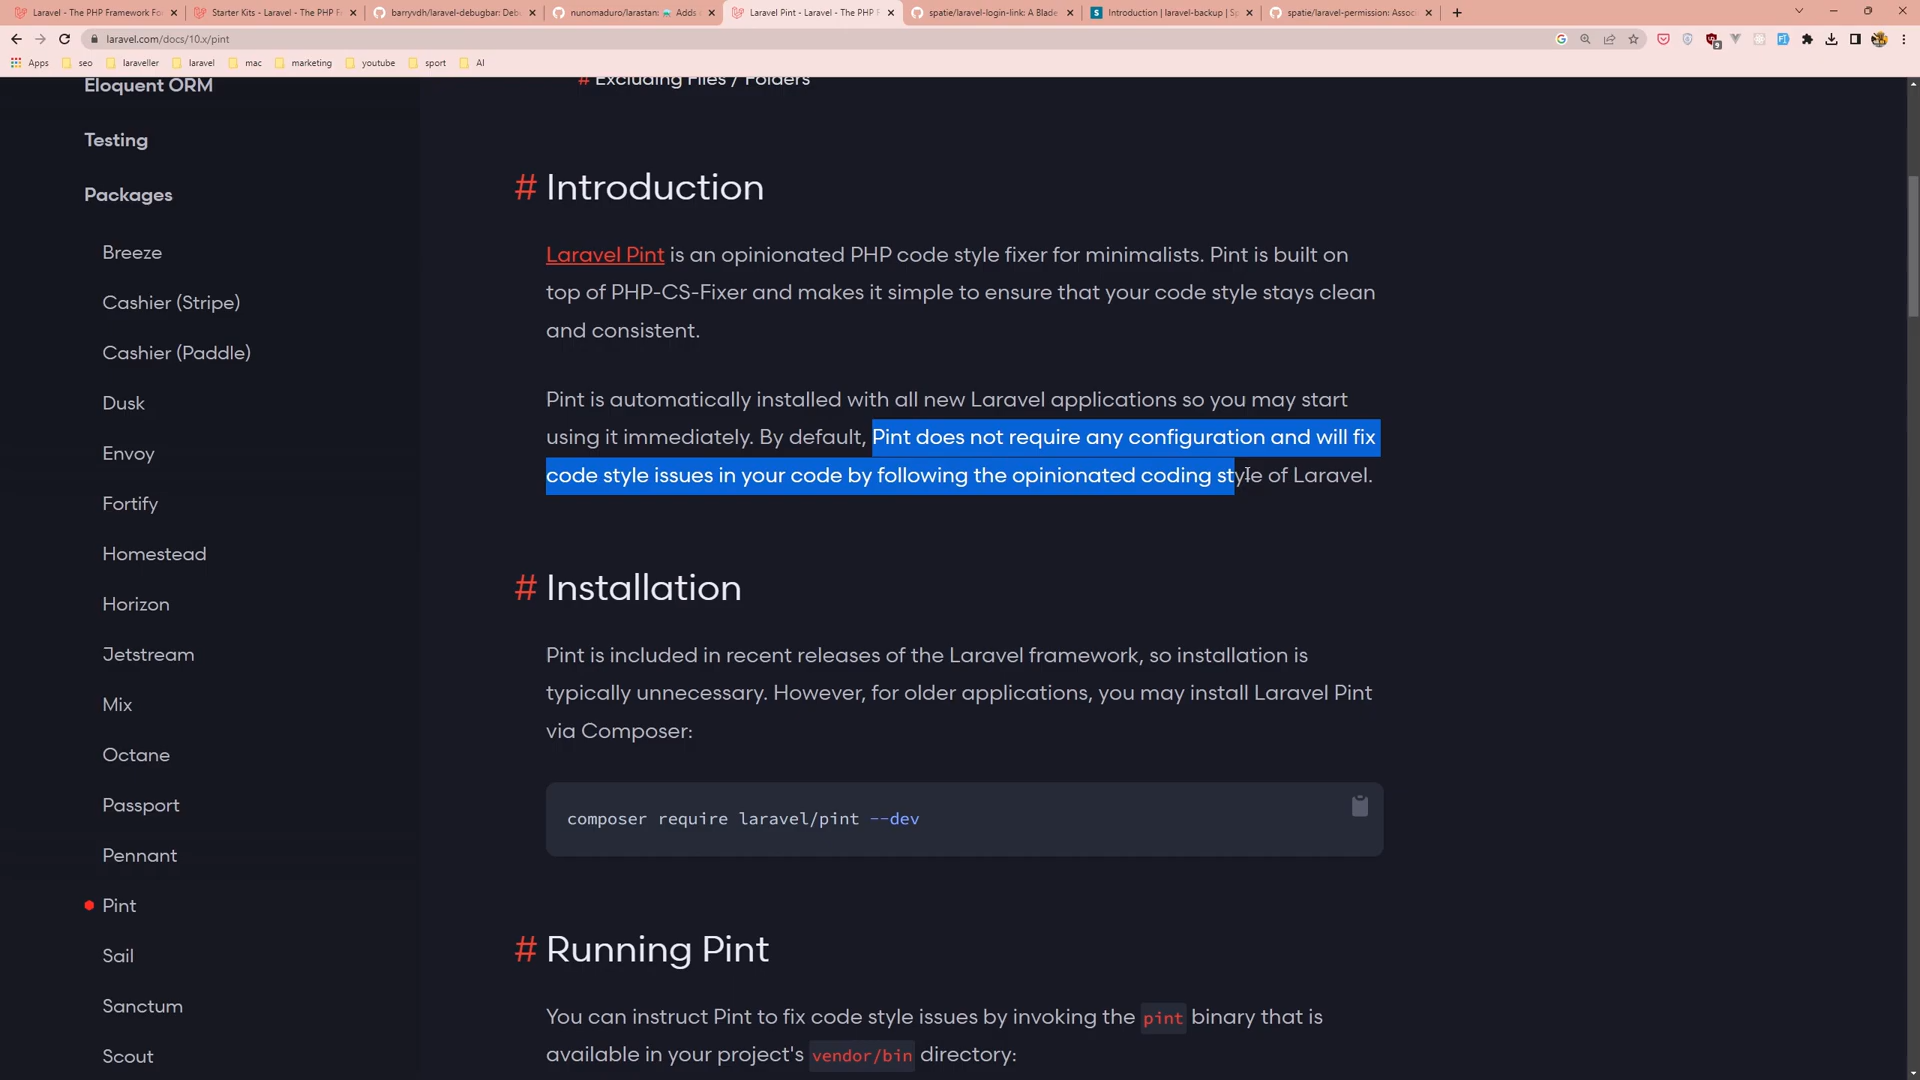 Laravel - The PHP Framework Fo
Starter Kits - Laravel - The PHP F
barryvdh/laravel-debugbar: Deb
nunomaduro/larastan: Adds
Laravel Pint - Laravel - The PHP F
spatie/laravel-login-link: A Blade
Introduction | laravel-backup | Sp
spatie/laravel-permission: Assoc
laravel.com/docs/10.x/pint
Apps
seo
laraveller
laravel
mac
marketing
youtube
sport
AI
Eloquent ORM
Testing
Packages
Breeze
Cashier (Stripe)
Cashier (Paddle)
Dusk
Envoy
Fortify
Homestead
Horizon
Jetstream
Mix
Octane
Passport
Pennant
Pint
Sail
Sanctum
Scout
# Excluding Files / Folders
# Introduction
Laravel Pint is an opinionated PHP code style fixer for minimalists. Pint is built on
top of PHP-CS-Fixer and makes it simple to ensure that your code style stays clean
and consistent.
Pint is automatically installed with all new Laravel applications so you may start
using it immediately. By default, Pint does not require any configuration and will fix
code style issues in your code by following the opinionated coding style of Laravel.
# Installation
Pint is included in recent releases of the Laravel framework, so installation is
typically unnecessary. However, for older applications, you may install Laravel Pint
via Composer:
composer require laravel/pint --dev
# Running Pint
You can instruct Pint to fix code style issues by invoking the pint binary that is
available in your project's vendor/bin directory: